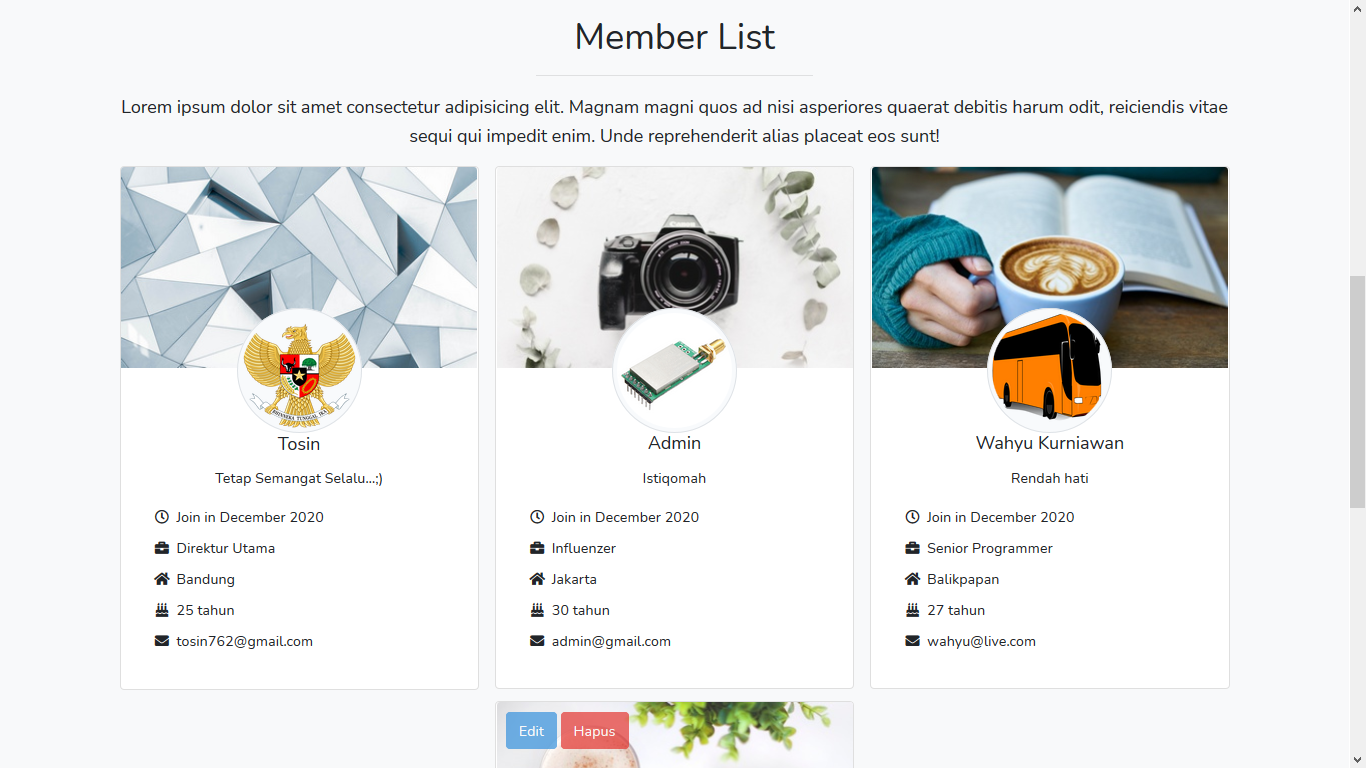 Member List
Lorem ipsum dolor sit amet consectetur adipisicing elit. Magnam magni quos ad nisi asperiores quaerat debitis harum odit, reiciendis vitae
sequi qui impedit enim. Unde reprehenderit alias placeat eos sunt!
BHINNEKA TUNGGAL IKA
Tosin
Tetap Semangat Selalu...;)
Join in December 2020
Direktur Utama
Bandung
25 tahun
tosin762@gmail.com
Canon
Admin
Istiqomah
Join in December 2020
Influenzer
Jakarta
30 tahun
admin@gmail.com
Wahyu Kurniawan
Rendah hati
Join in December 2020
Senior Programmer
Balikpapan
27 tahun
wahyu@live.com
Edit
Hapus